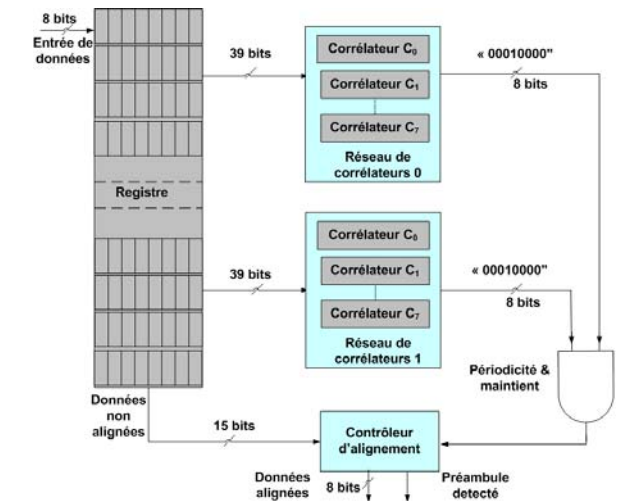 8 bits
Entrée de
données
Registre
39 bits
Corrélateur C0
Corrélateur C1
Corrélateur C7
Réseau de
corrélateurs 0
« 00010000"
8 bits
39 bits
Corrélateur C0
Corrélateur C1
Corrélateur C7
Réseau de
corrélateurs 1
« 00010000"
8 bits
Périodicité &
maintient
Données
non
alignées
15 bits
Contrôleur
d'alignement
Données
alignées
8 bits
Préambule
detecté